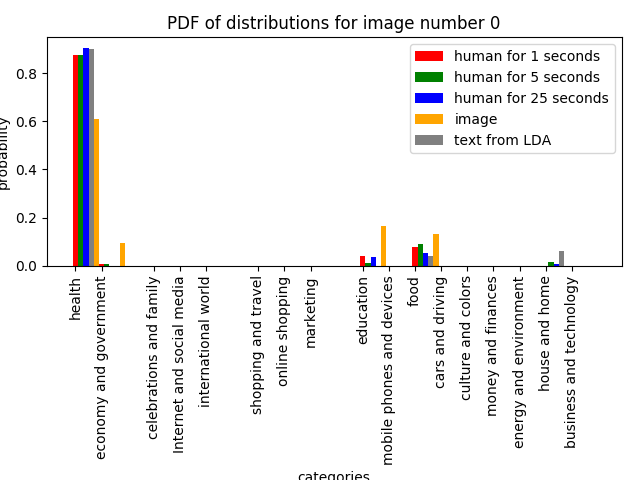 PDF of distributions for image number 0
probability
0.8
0.6
0.4
0.2
0.0
human for 1 seconds
human for 5 seconds
human for 25 seconds
image
text from LDA
health
economy and government
celebrations and family
Internet and social media
international world
shopping and travel
online shopping
marketing
education
mobile phones and devices
food
cars and driving
culture and colors
money and finances
energy and environment
house and home
business and technology
categories